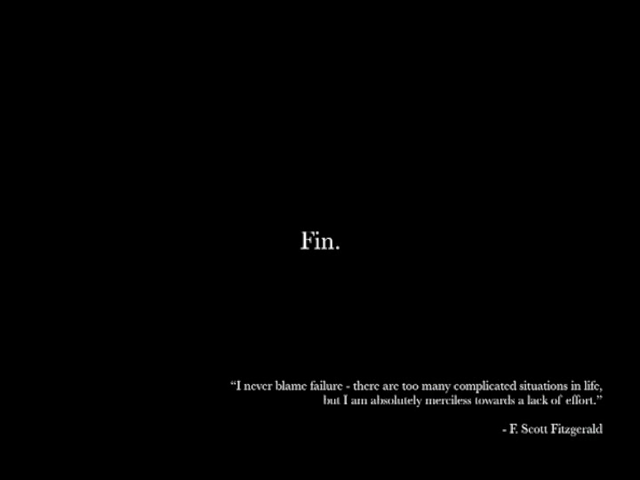 Fin.
“I never blame failure - there are too many complicated situations in life,
but I am absolutely merciless towards a lack of effort.”
- F. Scott Fitzgerald